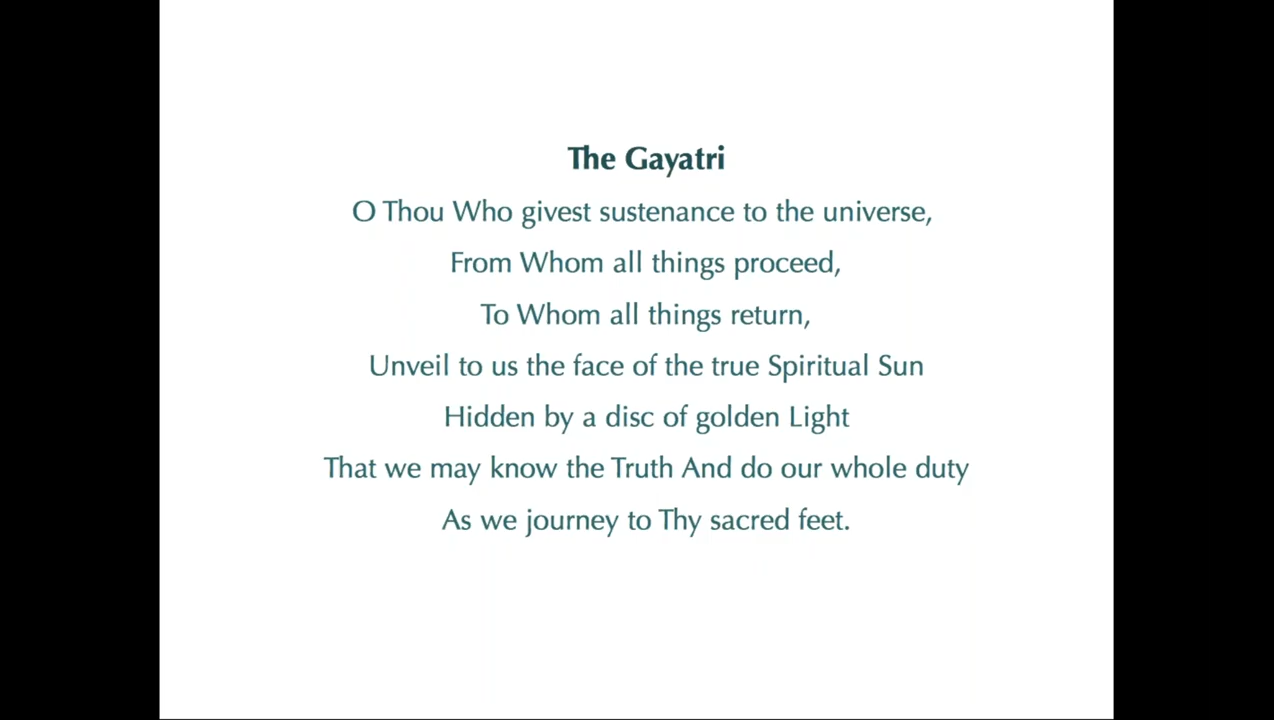 The Gayatri
O Thou Who givest sustenance to the universe,
From Whom all things proceed,
To Whom all things return,
Unveil to us the face of the true Spiritual Sun
Hidden by a disc of golden Light
That we may know the Truth And do our whole duty
As we journey to Thy sacred feet.